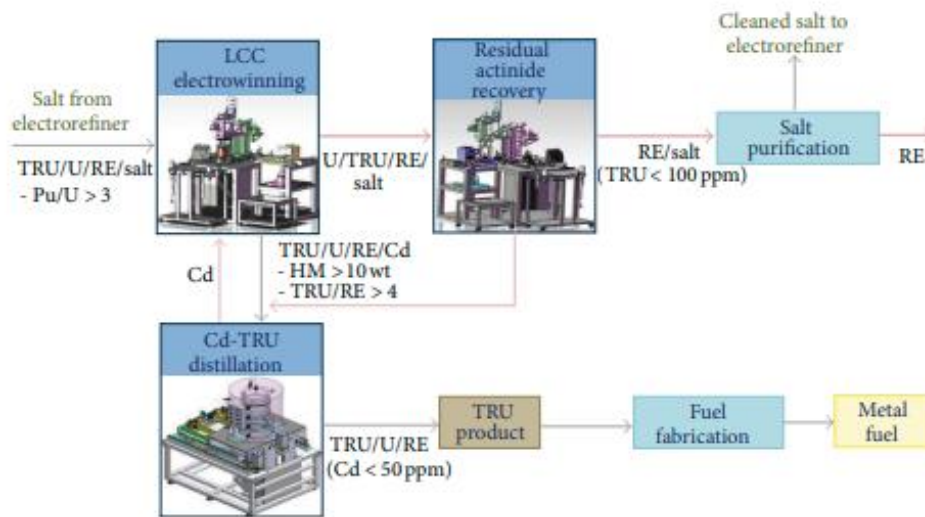 Cleaned salt to
electrorefiner
LCC
electrowinning
Residual
actinide
recovery
Salt from
electrorefiner
TRU/U/RE/salt
- Pu/U > 3
U/TRU/RE/
salt
RE/salt
(TRU < 100 ppm)
Salt
purification
RE
Cd
TRU/U/RE/Cd
- HM > 10 wt
- TRU/RE > 4
Cd-TRU
distillation
TRU/U/RE
(Cd < 50 ppm)
TRU
product
Fuel
fabrication
Metal
fuel